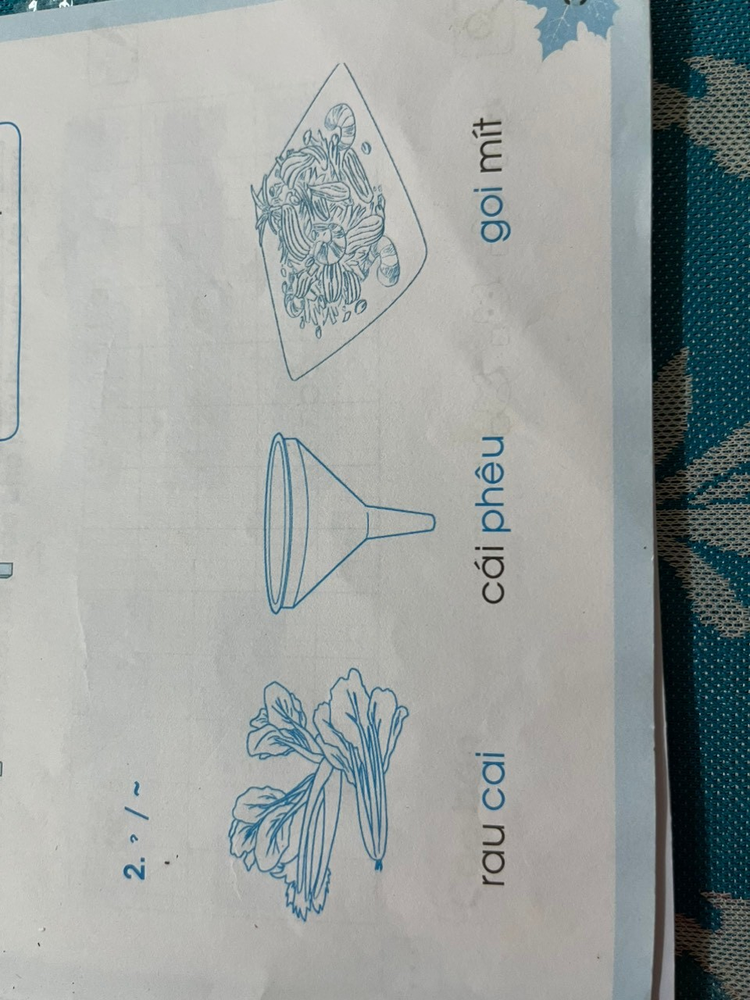 2. ̉ / ~
rau cai
cái phêu
goi mít